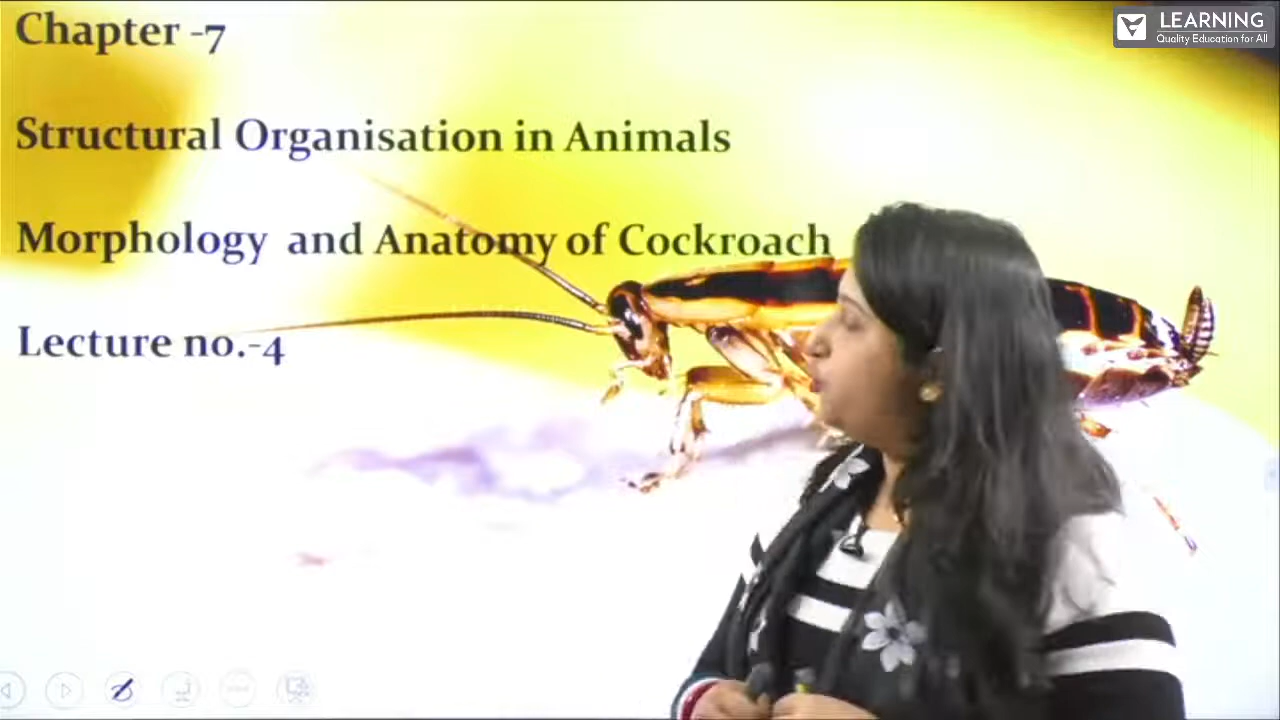 Chapter -7
Structural Organisation in Animals
Morphology and Anatomy of Cockroach
Lecture no.-4
LEARNING
Quality Education for All